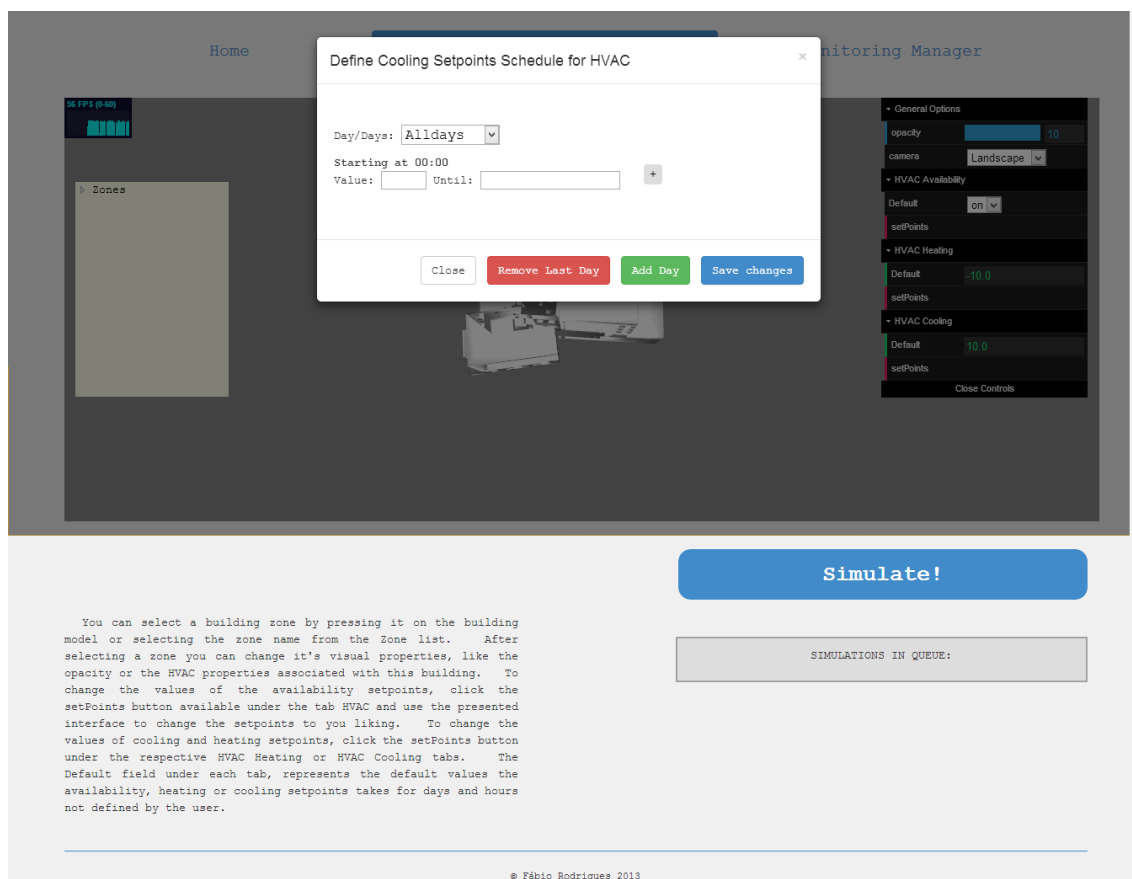 Home
nitoring Manager
Define Cooling Setpoints Schedule for HVAC ×
Day/Days: Alldays
Starting at 00:00
Value: Until: +
Close Remove Last Day Add Day Save changes
56 FPS (0-60)
Zones
General Options
opacity 10
camera Landscape
HVAC Availability
Default on
setPoints
HVAC Heating
Default -10.0
setPoints
HVAC Cooling
Default 10.0
setPoints
Close Controls
Simulate!
SIMULATIONS IN QUEUE:
You can select a building zone by pressing it on the building
model or selecting the zone name from the Zone list. After
selecting a zone you can change it's visual properties, like the
opacity or the HVAC properties associated with this building. To
change the values of the availability setpoints, click the
setPoints button available under the tab HVAC and use the presented
interface to change the setpoints to you liking. To change the
values of cooling and heating setpoints, click the setPoints button
under the respective HVAC Heating or HVAC Cooling tabs. The
Default field under each tab, represents the default values the
availability, heating or cooling setpoints takes for days and hours
not defined by the user.
© Fábio Rodrigues 2013